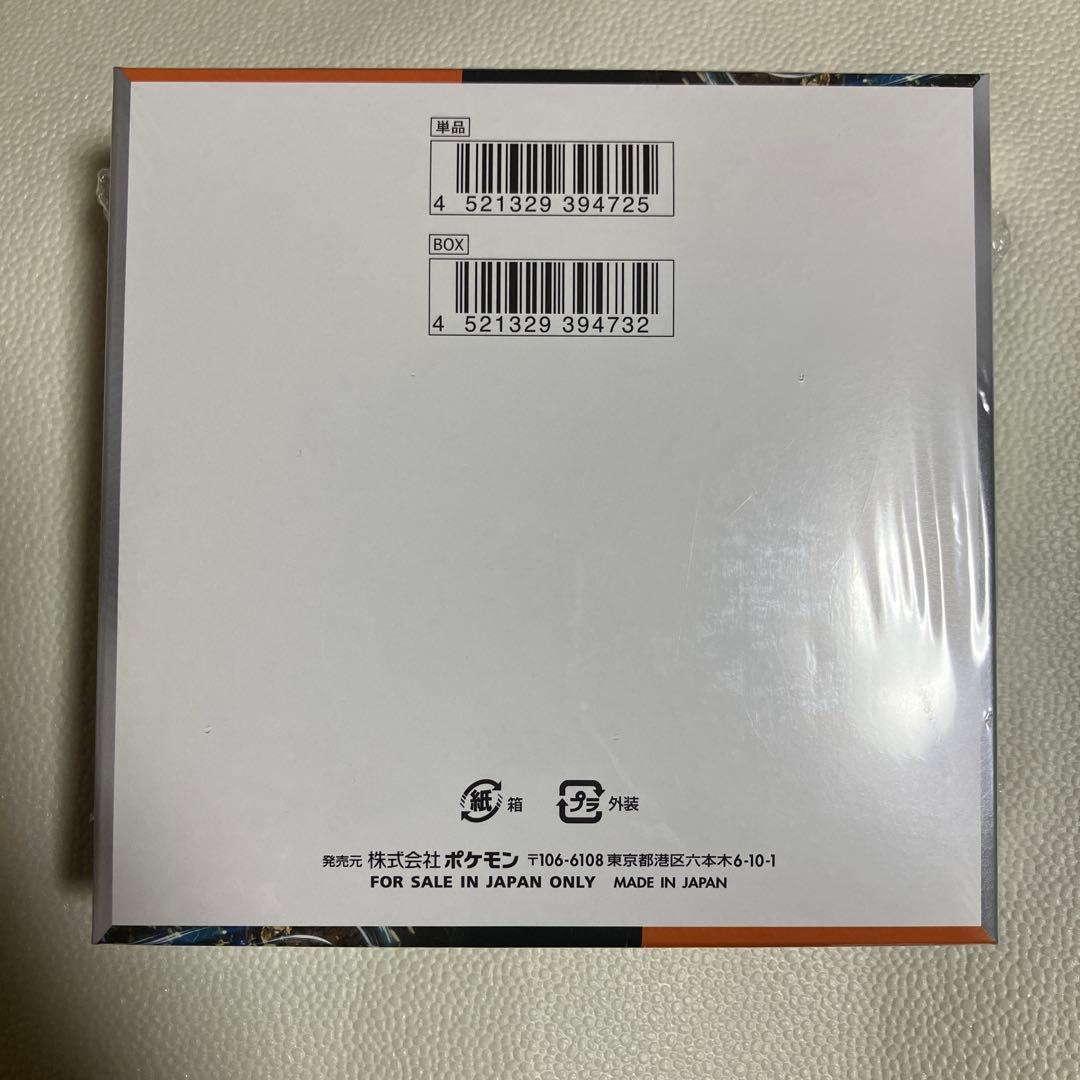 単品
4 521329 394725
BOX
4 521329 394732
紙 箱 プラ 外装
発売元 株式会社 ポケモン 〒106-6108 東京都港区六本木6-10-1
FOR SALE IN JAPAN ONLY MADE IN JAPAN